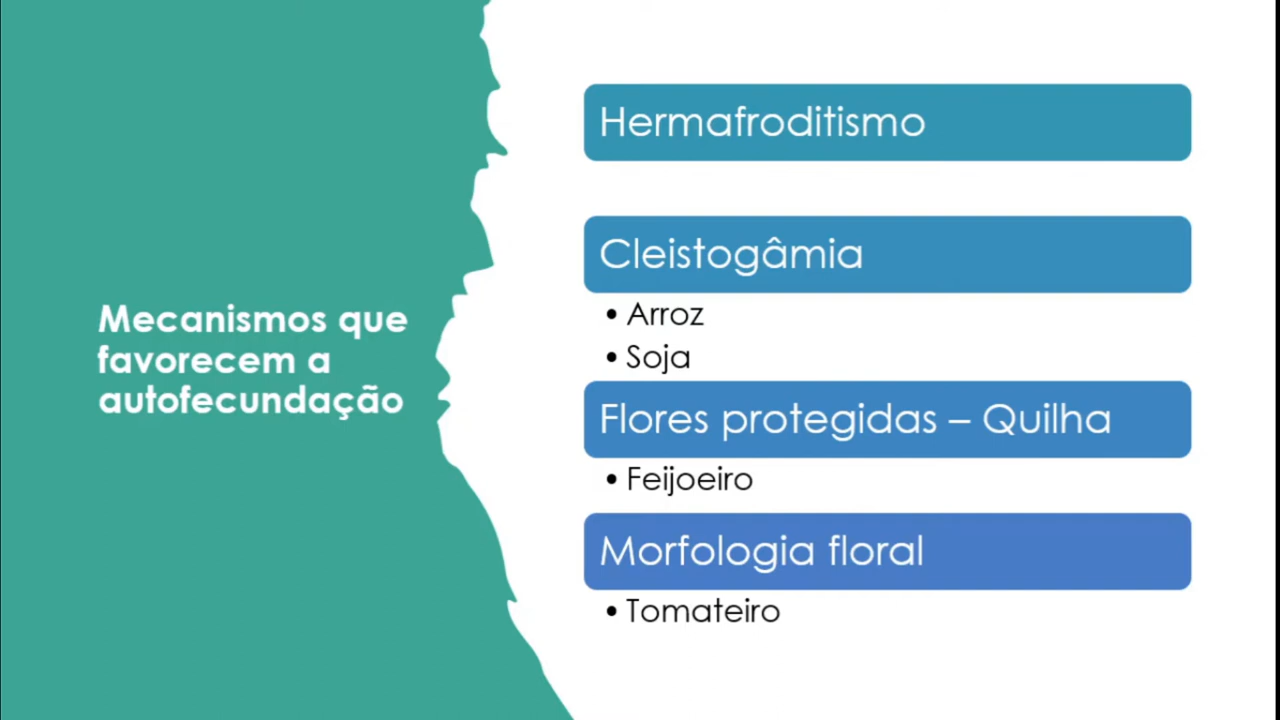 Mecanismos que
favorecem a
autofecundação
Hermafroditismo
Cleistogâmia
• Arroz
• Soja
Flores protegidas – Quilha
• Feijoeiro
Morfologia floral
• Tomateiro